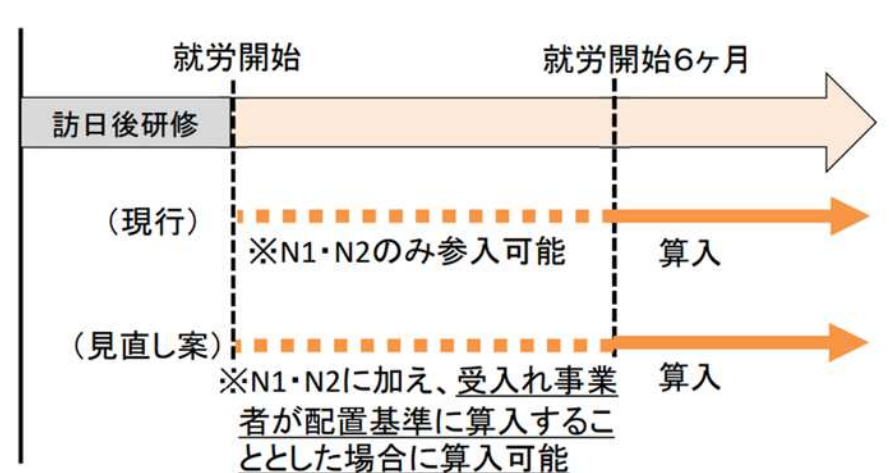 就労開始
就労開始6ヶ月
訪日後研修
（現行）
※N1・N2のみ参入可能
算入
（見直し案）
※N1・N2に加え、受入れ事業
者が配置基準に算入するこ
ととした場合に算入可能
算入